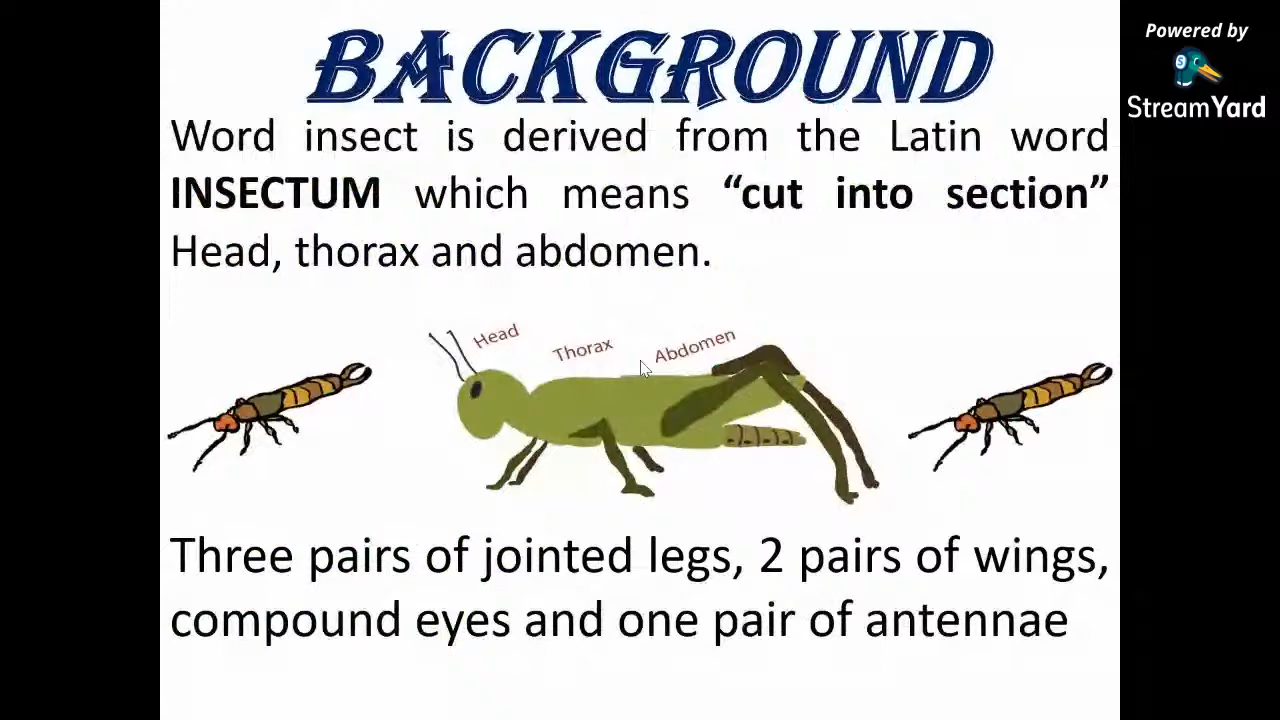 BACKGROUND
Powered by
StreamYard
Word insect is derived from the Latin word
INSECTUM which means “cut into section”
Head, thorax and abdomen.
Head
Thorax
Abdomen
Three pairs of jointed legs, 2 pairs of wings,
compound eyes and one pair of antennae